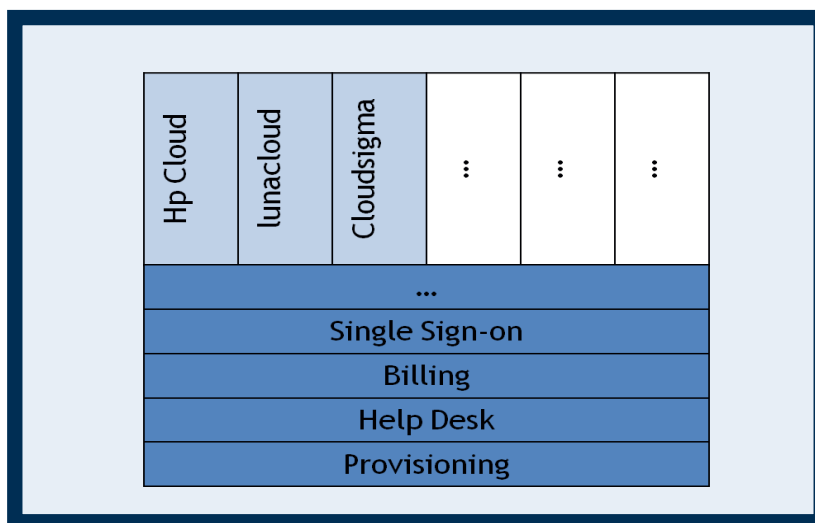 Hp Cloud
lunacloud
Cloudsigma
...
...
...
...
Single Sign-on
Billing
Help Desk
Provisioning